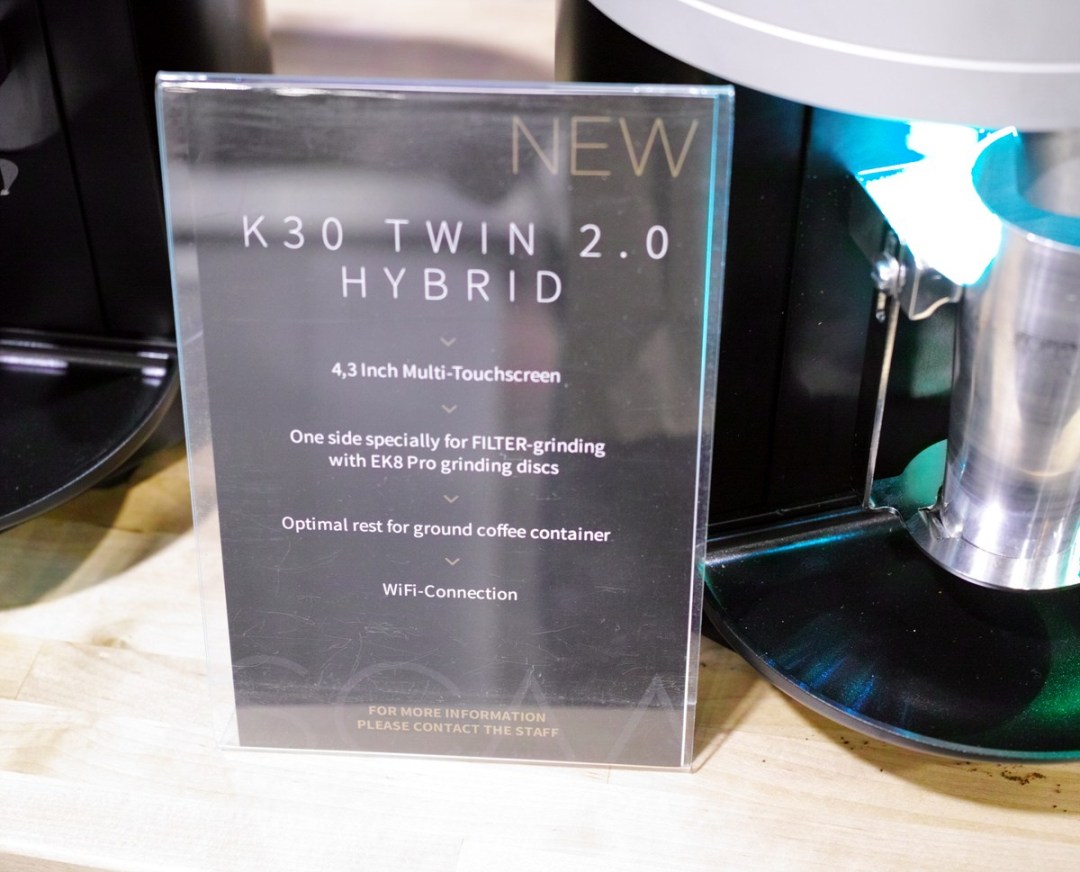 NEW
K30 TWIN 2.0
HYBRID
4,3 Inch Multi-Touchscreen
One side specially for FILTER-grinding
with EK8 Pro grinding discs
Optimal rest for ground coffee container
WiFi-Connection
SCAA
FOR MORE INFORMATION
PLEASE CONTACT THE STAFF